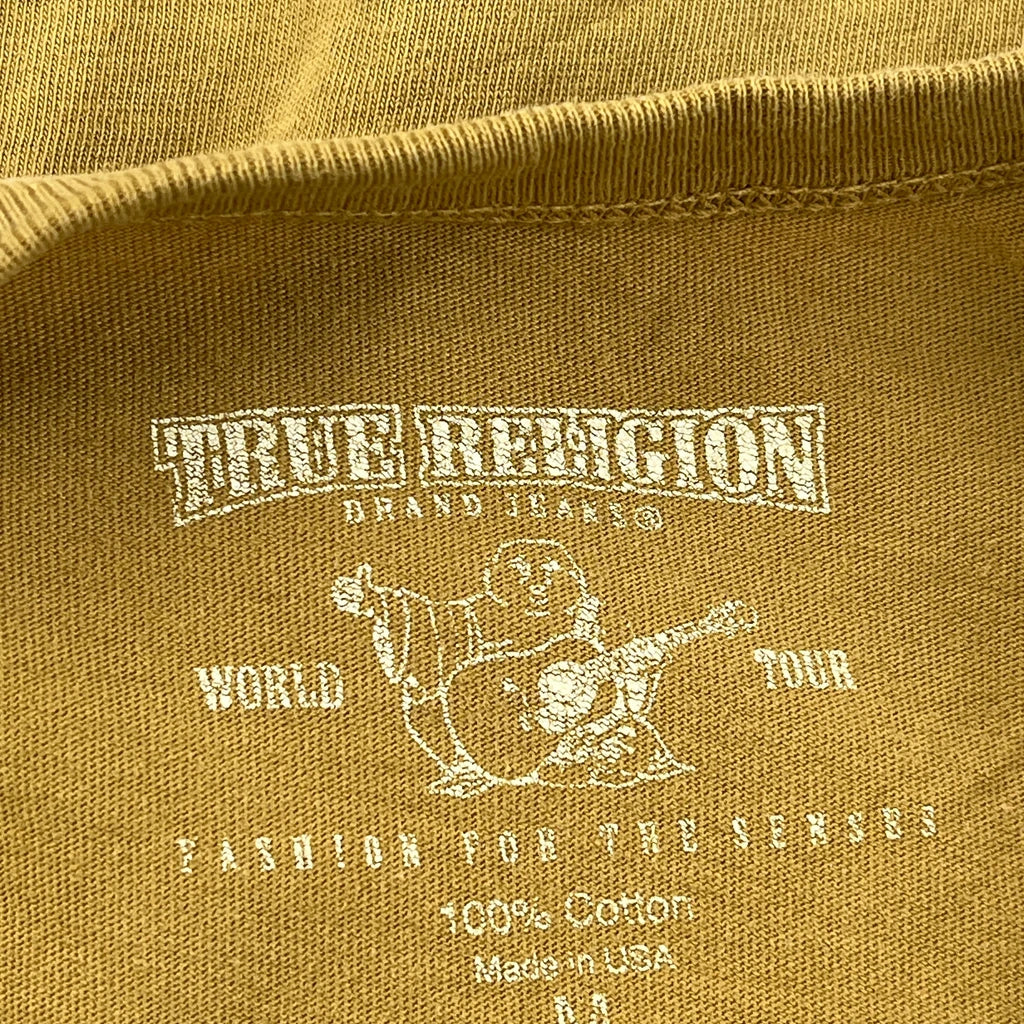 TRUE RELIGION
BRAND JEANS®
WORLD TOUR
FASHION FOR THE SENSES
100% Cotton
Made in USA
M